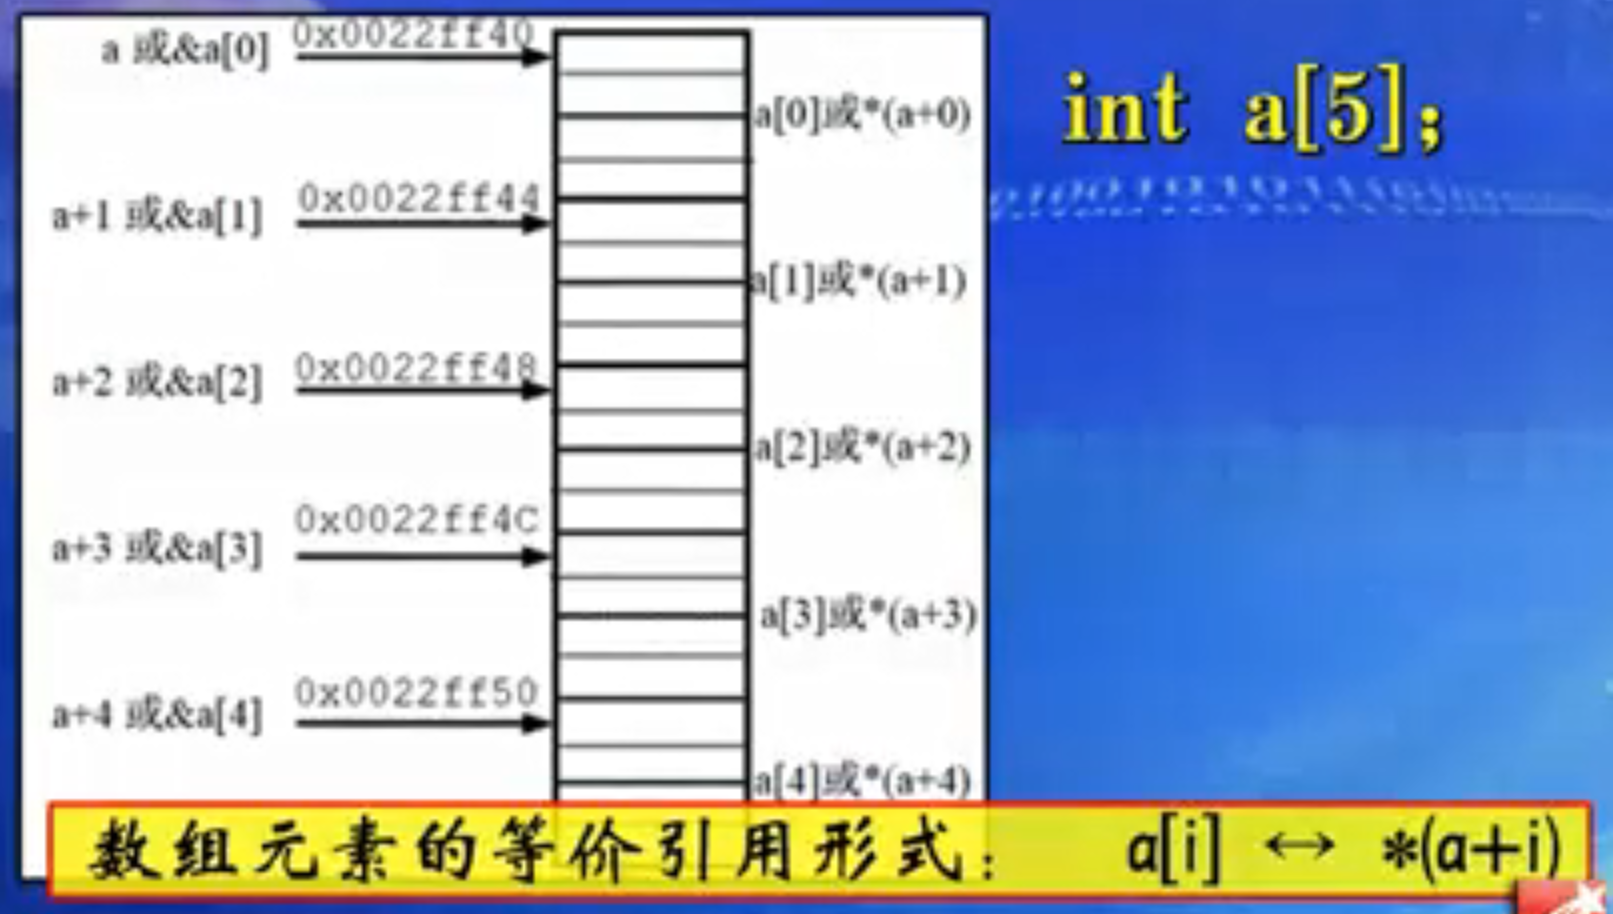 a 或&a[0] 0x0022ff40
int a[5];
a[0]或*(a+0)
a+1 或&a[1] 0x0022ff44
a[1]或*(a+1)
a+2 或&a[2] 0x0022ff48
a[2]或*(a+2)
a+3 或&a[3] 0x0022ff4C
a[3]或*(a+3)
a+4 或&a[4] 0x0022ff50
a[4]或*(a+4)
数组元素的等价引用形式: a[i] ↔ *(a+i)